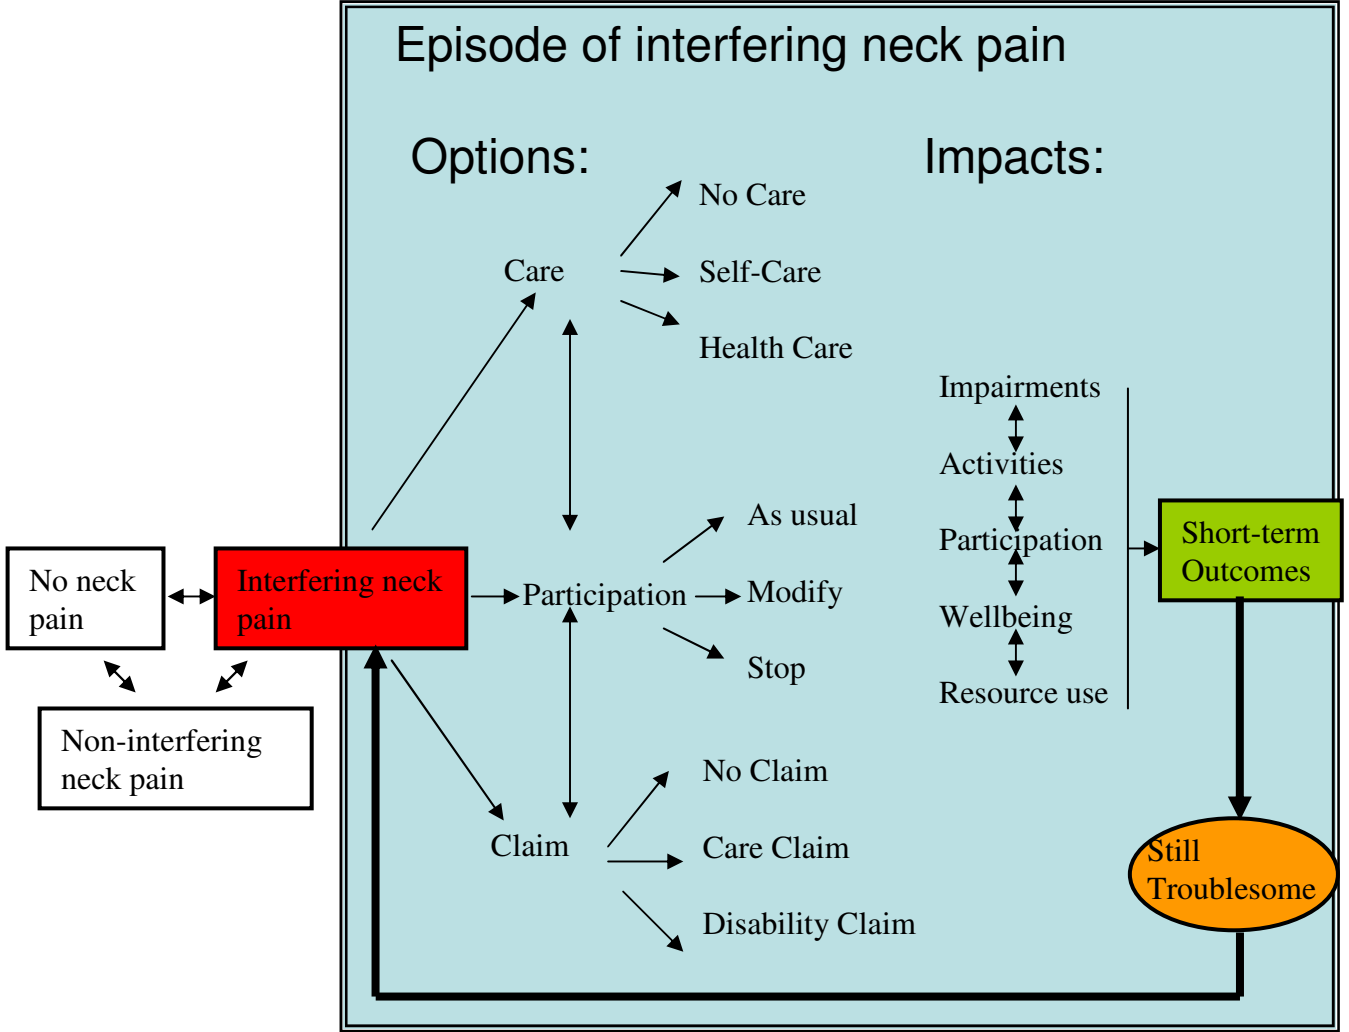 Episode of interfering neck pain
Options:
Impacts:
No Care
Care
Self-Care
Health Care
Impairments
Activities
Participation
Wellbeing
Resource use
As usual
Participation
Modify
Stop
No neck
pain
Interfering neck
pain
Non-interfering
neck pain
Short-term
Outcomes
No Claim
Claim
Care Claim
Disability Claim
Still
Troublesome